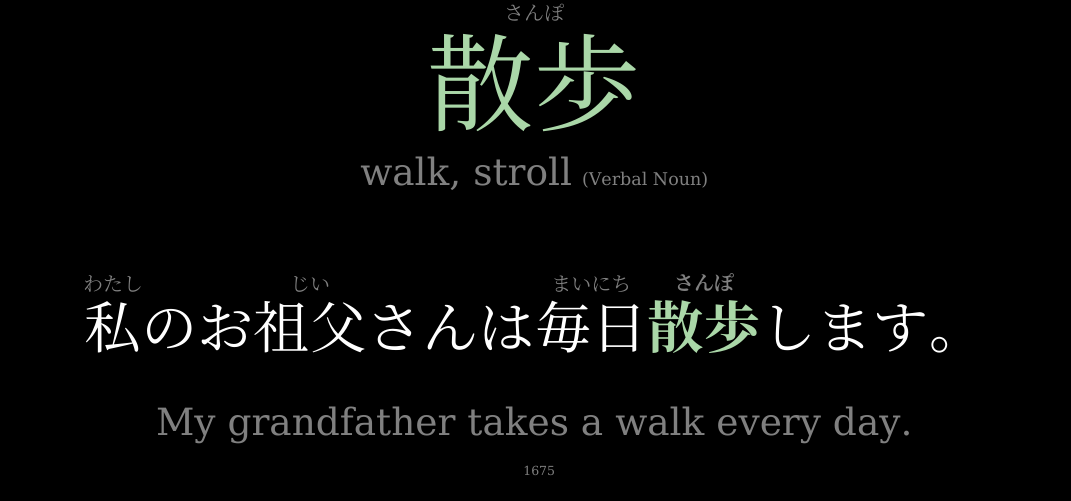 さんぽ
散歩
walk, stroll (Verbal Noun)
わたし じい まいにち さんぽ
私のお祖父さんは毎日散歩します。
My grandfather takes a walk every day.
1675